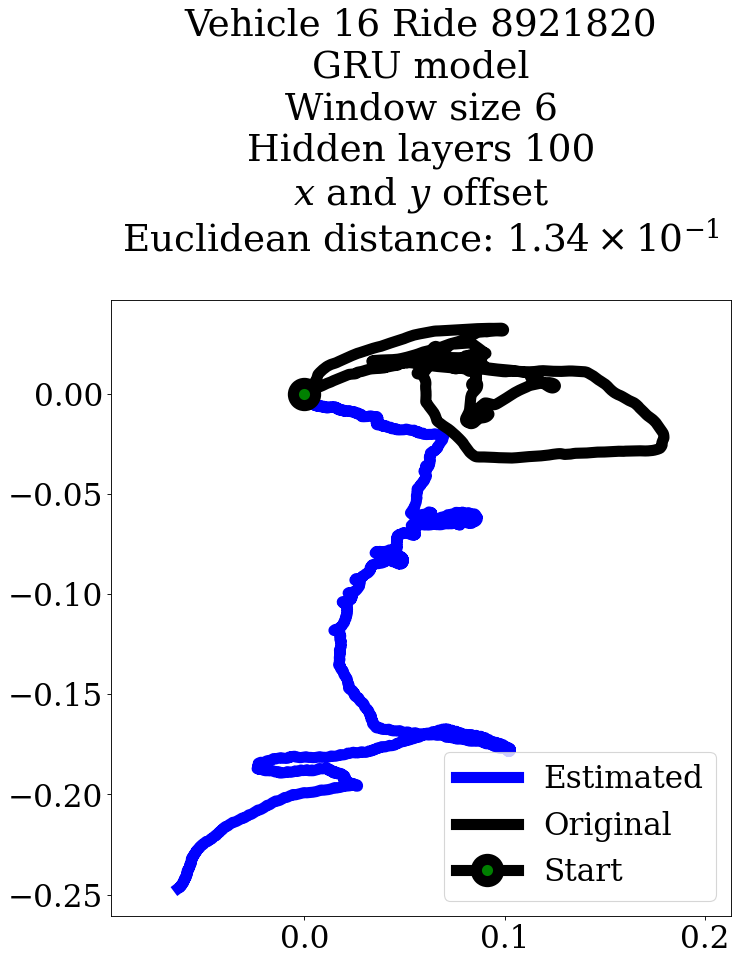 Vehicle 16 Ride 8921820
GRU model
Window size 6
Hidden layers 100
x and y offset
Euclidean distance: 1.34 × 10⁻¹
0.00
−0.05
−0.10
−0.15
−0.20
−0.25
0.0
0.1
0.2
Estimated
Original
Start